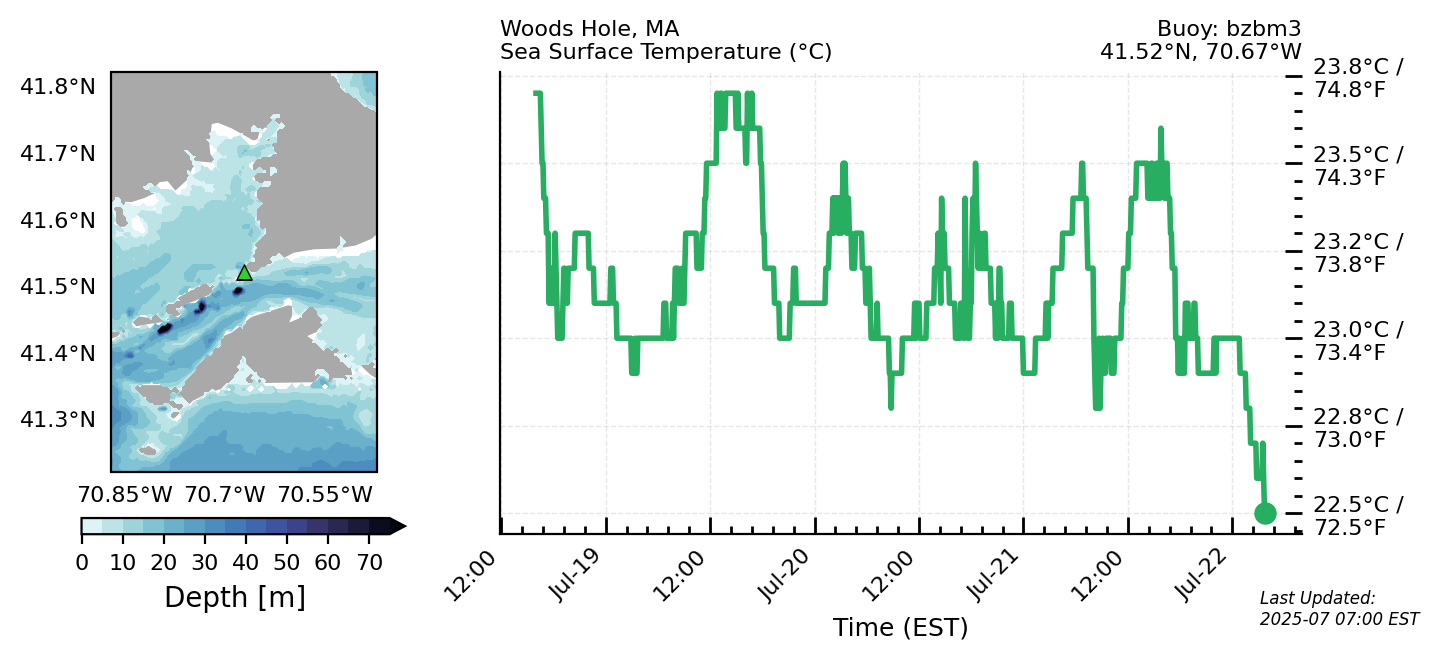 Woods Hole, MA
Sea Surface Temperature (°C)
Buoy: bzbm3
41.52°N, 70.67°W
41.8°N
41.7°N
41.6°N
41.5°N
41.4°N
41.3°N
70.85°W 70.7°W 70.55°W
0 10 20 30 40 50 60 70
Depth [m]
23.8°C /
74.8°F
23.5°C /
74.3°F
23.2°C /
73.8°F
23.0°C /
73.4°F
22.8°C /
73.0°F
22.5°C /
72.5°F
12:00 Jul-19 12:00 Jul-20 12:00 Jul-21 12:00 Jul-22
Time (EST)
Last Updated:
2025-07 07:00 EST